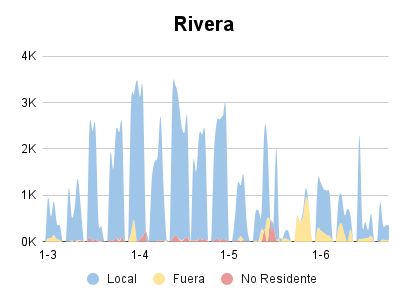 Rivera
4K
3K
2K
1K
0K
1-3 1-4 1-5 1-6
Local Fuera No Residente